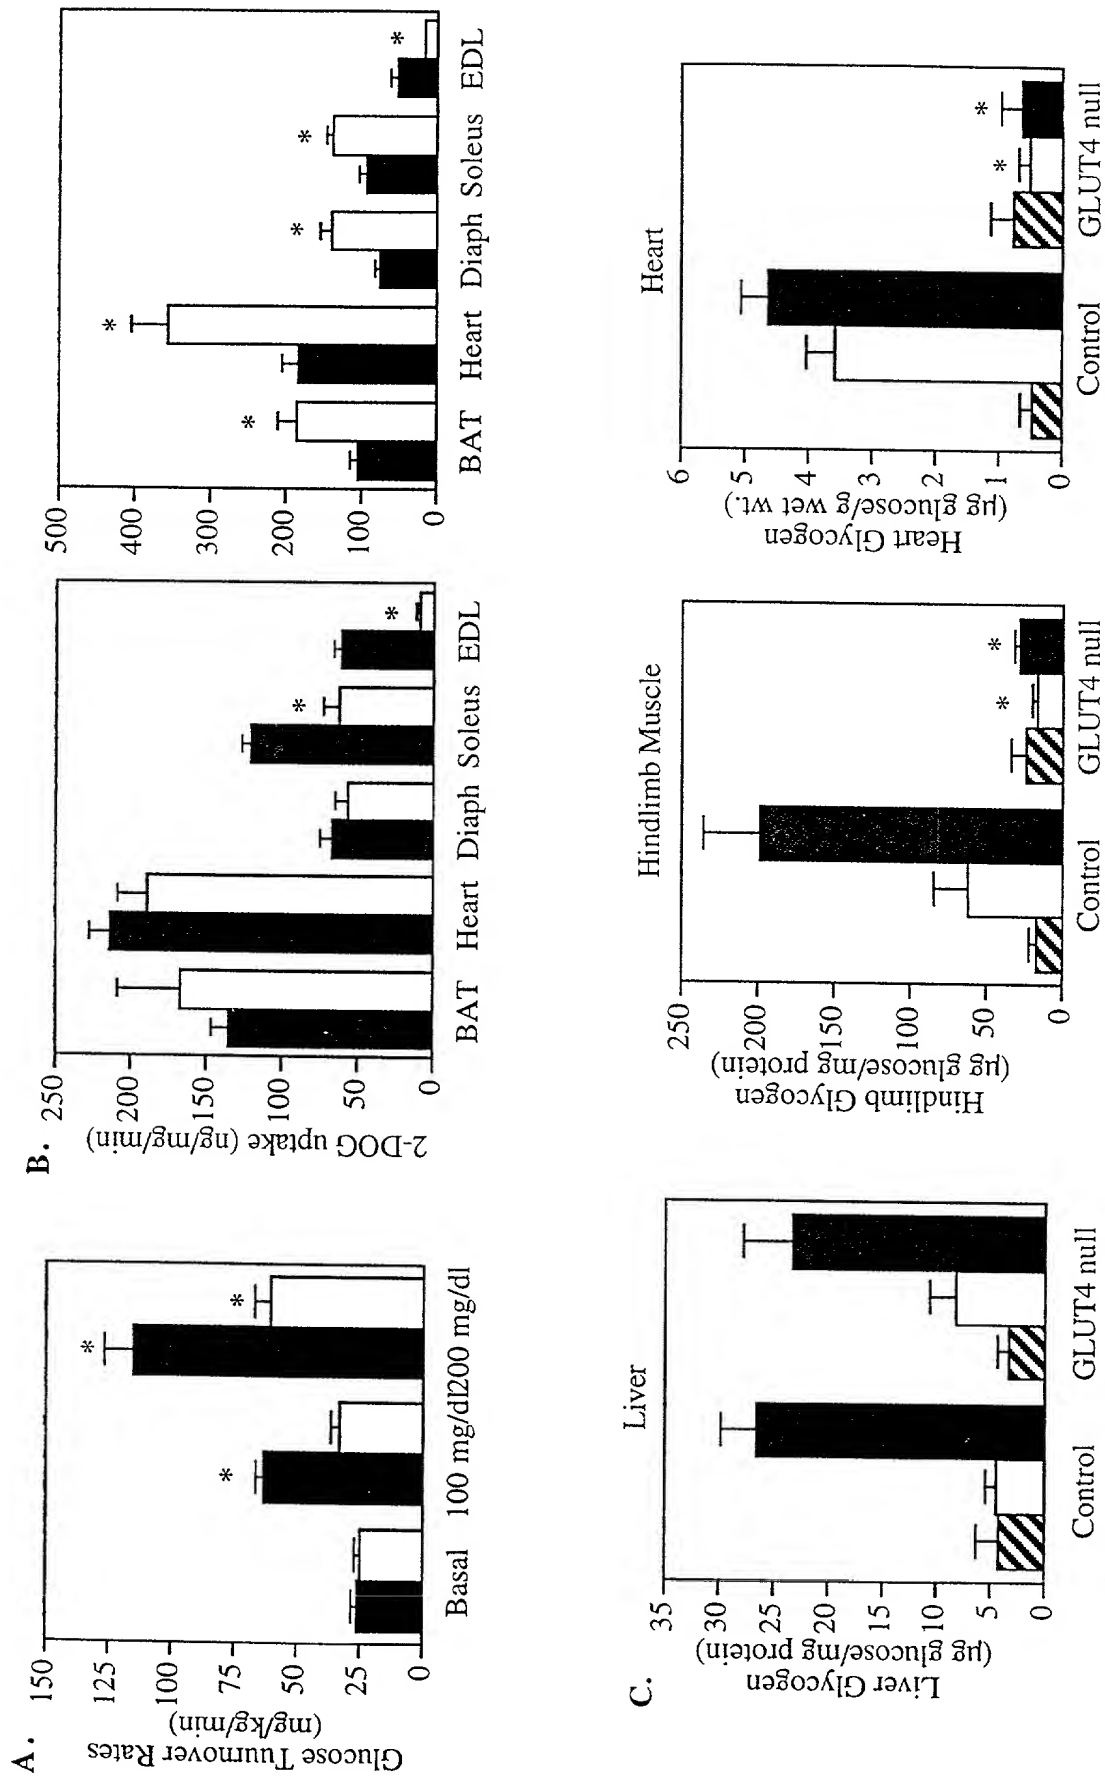 A.
Glucose Tuurnover Rates
(mg/kg/min)
150
125
100
75
50
25
0
Basal 100 mg/dl200 mg/dl
*
*
*
B.
2-DOG uptake (ng/mg/min)
250
200
150
100
50
0
BAT Heart Diaph Soleus EDL
*
*
500
400
300
200
100
0
BAT Heart Diaph Soleus EDL
*
*
*
*
*
C.
Liver
Liver Glycogen
(µg glucose/mg protein)
35
30
25
20
15
10
5
0
Control GLUT4 null
Hindlimb Muscle
Hindlimb Glycogen
(µg glucose/mg protein)
250
200
150
100
50
0
Control GLUT4 null
*
*
Heart
Heart Glycogen
(µg glucose/g wet wt.)
6
5
4
3
2
1
0
Control GLUT4 null
*
*